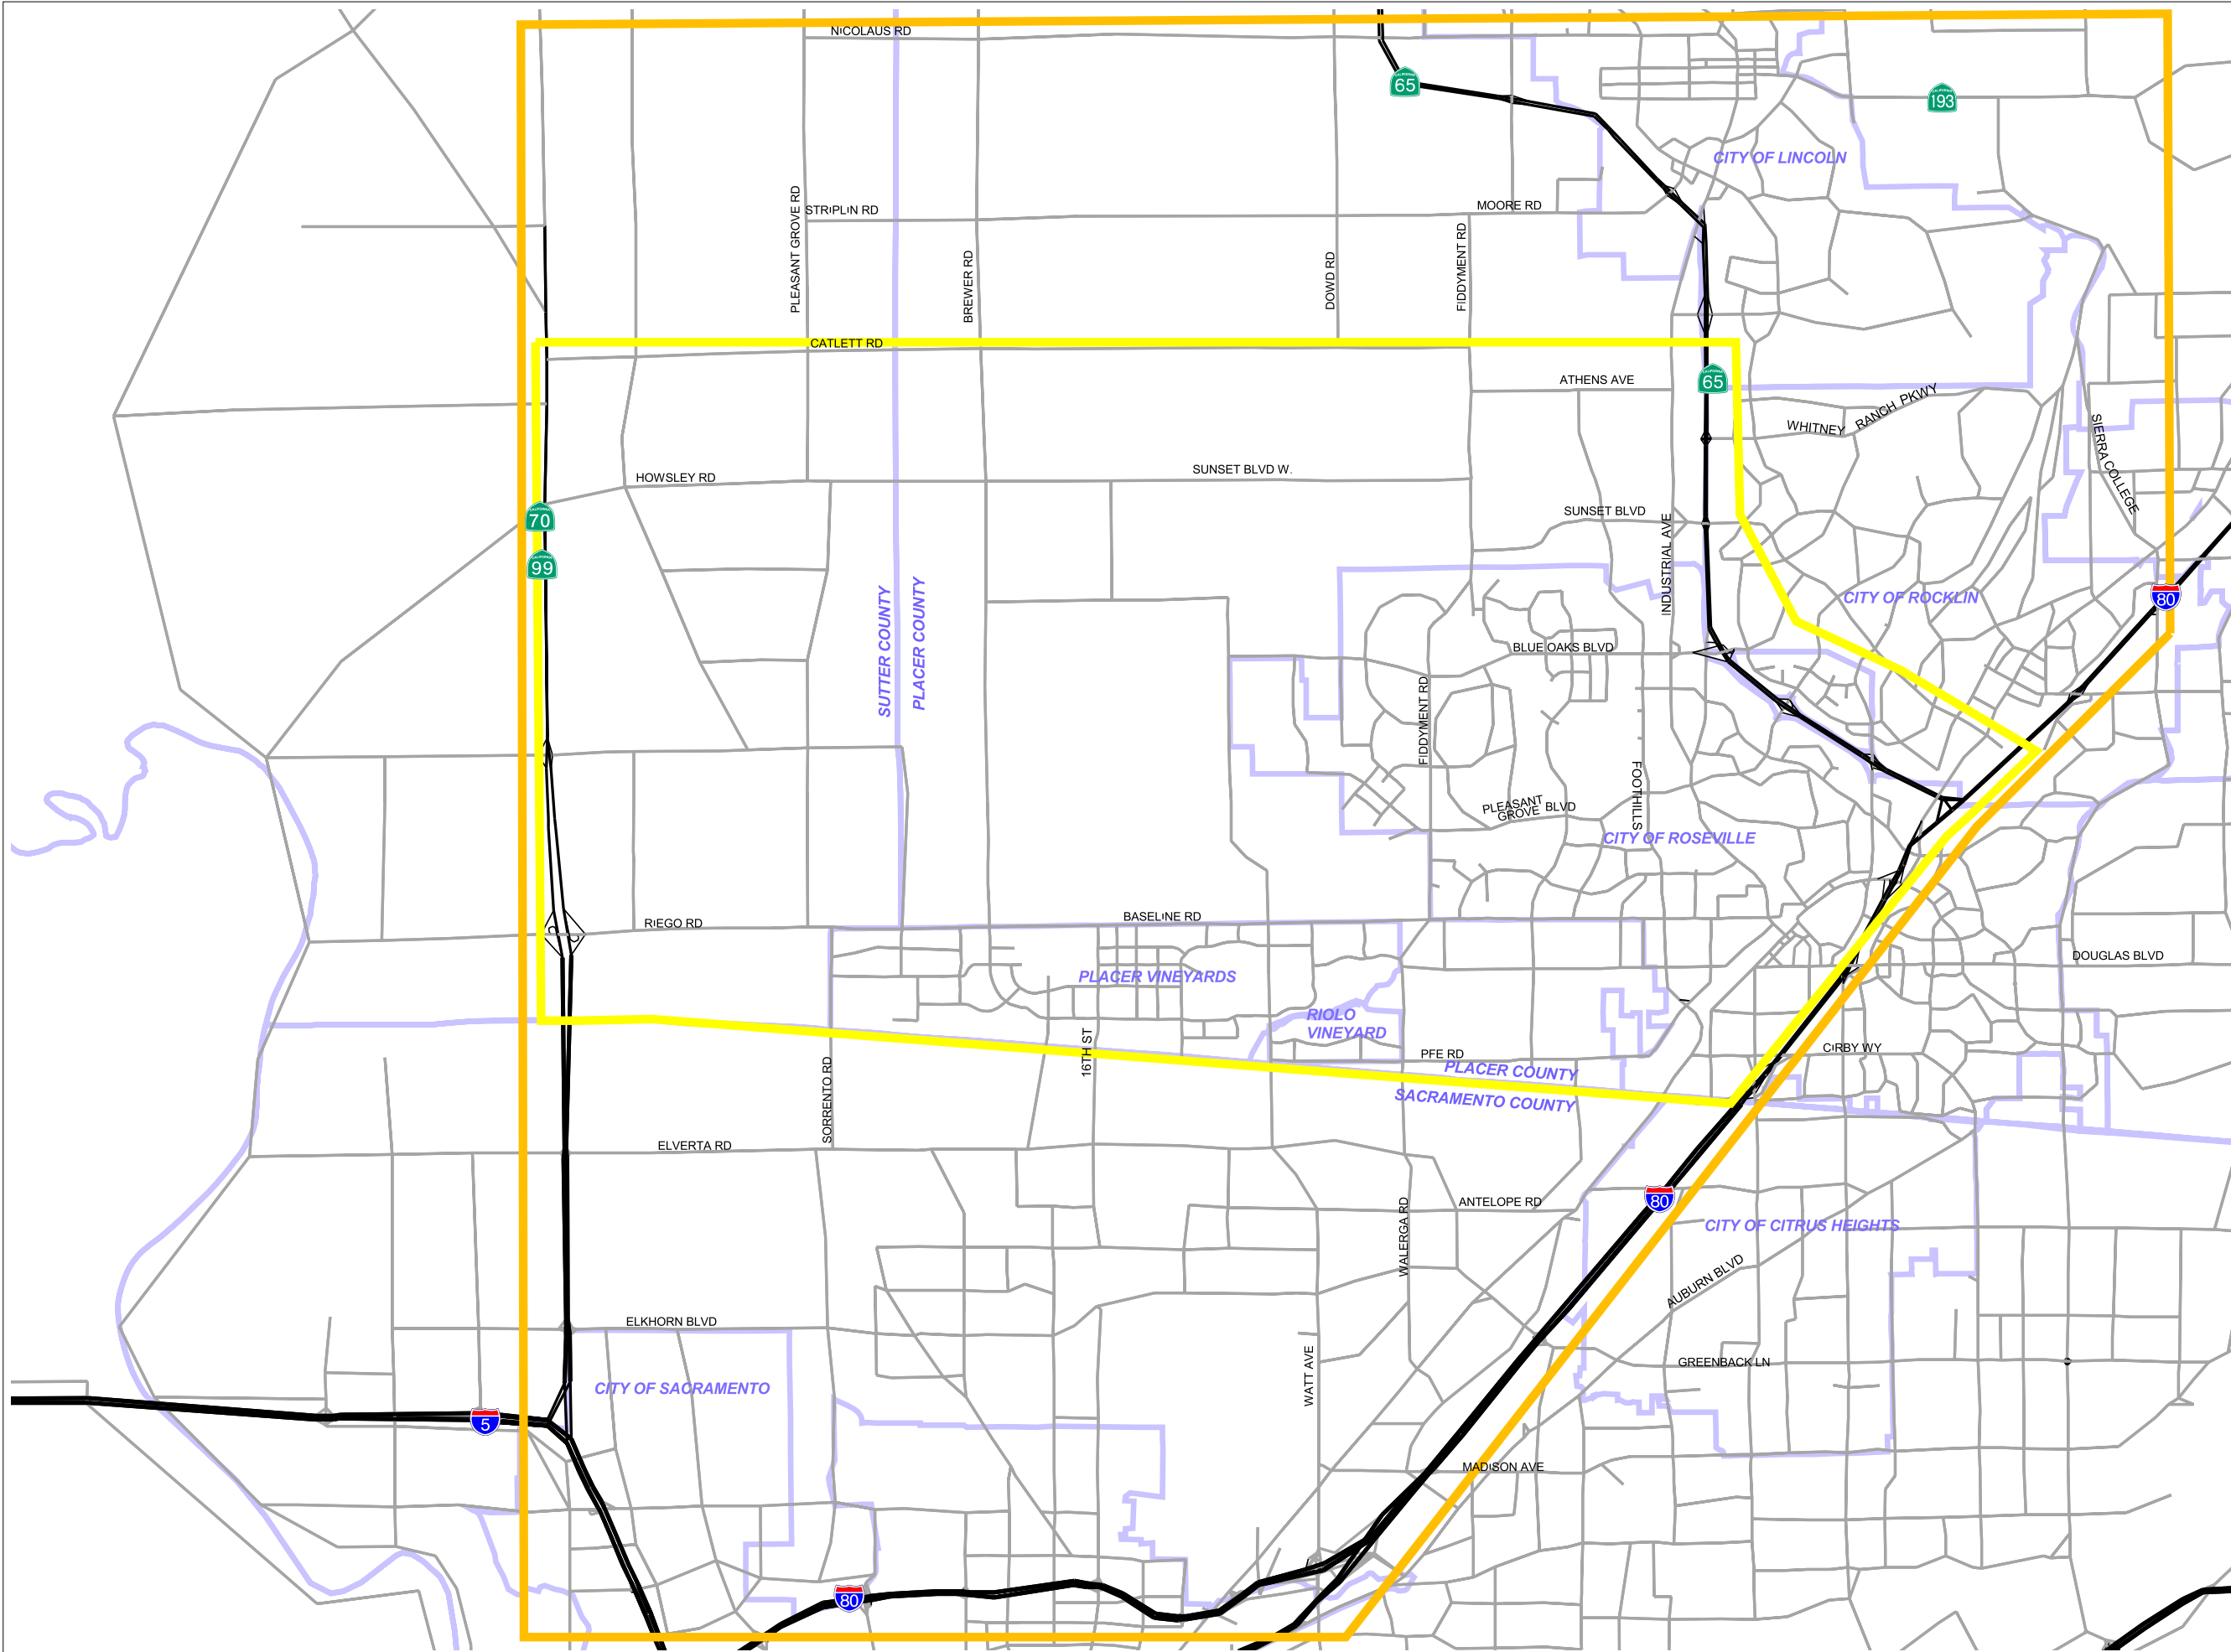 NICOLAUS RD
CALIFORNIA
65
CALIFORNIA
193
CITY OF LINCOLN
PLEASANT GROVE RD
STRIPLIN RD
MOORE RD
BREWER RD
DOWD RD
FIDDYMENT RD
CATLETT RD
ATHENS AVE
CALIFORNIA
65
WHITNEY RANCH PKWY
SIERRA COLLEGE
HOWSLEY RD
SUNSET BLVD W.
SUNSET BLVD
INDUSTRIAL AVE
CALIFORNIA
70
CALIFORNIA
99
SUTTER COUNTY
PLACER COUNTY
CITY OF ROCKLIN
80
BLUE OAKS BLVD
FIDDYMENT RD
FOOTHILLS
PLEASANT
GROVE BLVD
CITY OF ROSEVILLE
RIEGO RD
BASELINE RD
DOUGLAS BLVD
PLACER VINEYARDS
RIOLO
VINEYARD
16TH ST
SORRENTO RD
PFE RD
CIRBY WY
PLACER COUNTY
SACRAMENTO COUNTY
ELVERTA RD
WALERGA RD
ANTELOPE RD
80
CITY OF CITRUS HEIGHTS
AUBURN BLVD
ELKHORN BLVD
WATT AVE
GREENBACK LN
CITY OF SACRAMENTO
5
MADISON AVE
80